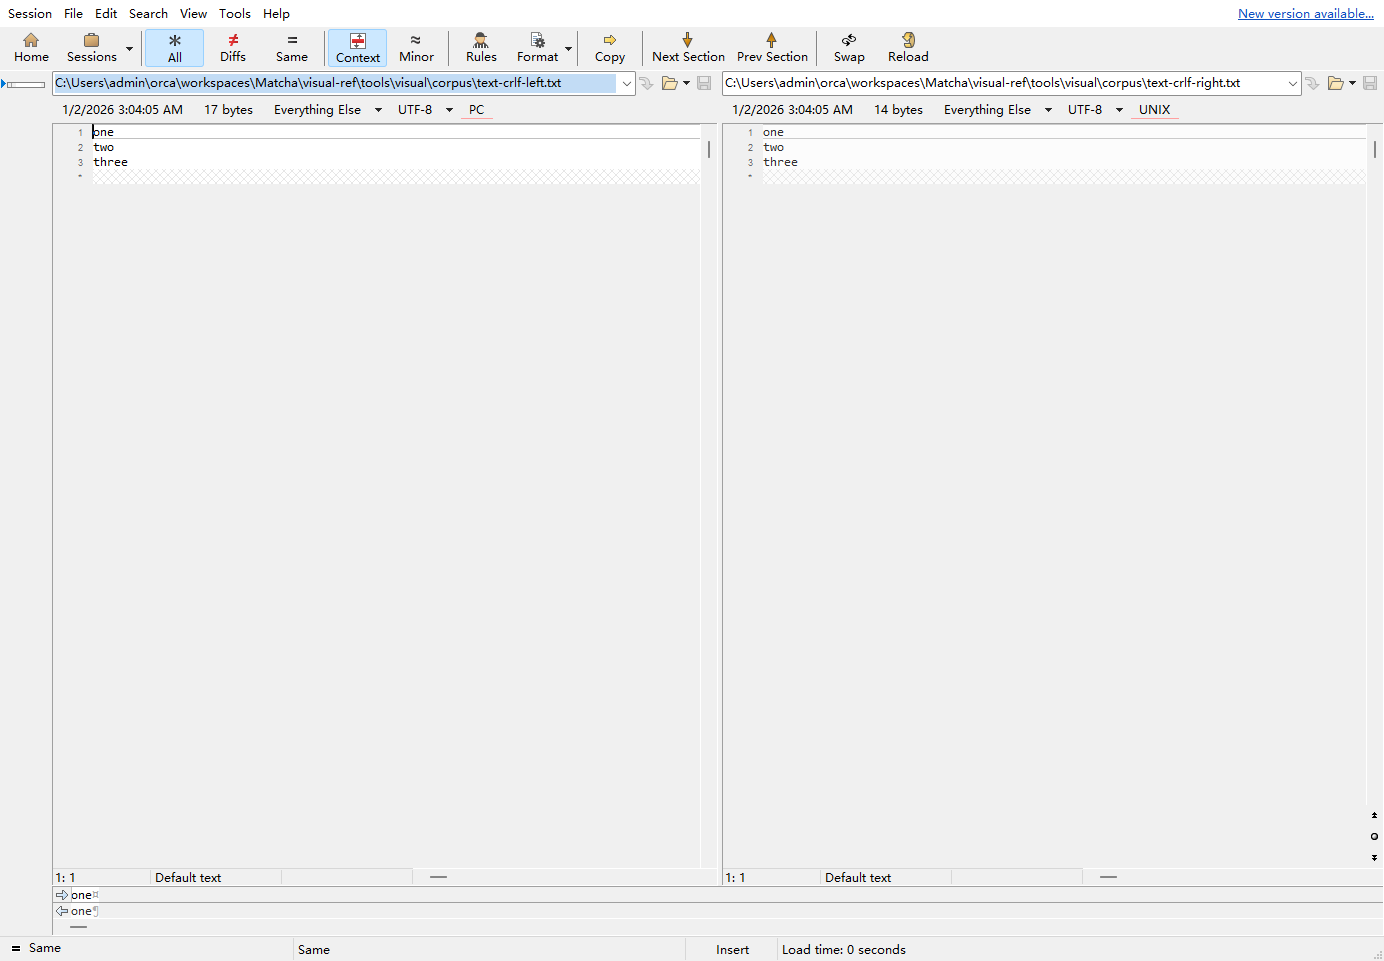 Session File Edit Search View Tools Help New version available...
Home Sessions All Diffs Same Context Minor Rules Format Copy Next Section Prev Section Swap Reload
C:\Users\admin\orca\workspaces\Matcha\visual-ref\tools\visual\corpus\text-crlf-left.txt
1/2/2026 3:04:05 AM 17 bytes Everything Else UTF-8 PC
1 one
2 two
3 three
1: 1 Default text
C:\Users\admin\orca\workspaces\Matcha\visual-ref\tools\visual\corpus\text-crlf-right.txt
1/2/2026 3:04:05 AM 14 bytes Everything Else UTF-8 UNIX
1 one
2 two
3 three
1: 1 Default text
one¤
one¶
= Same Same Insert Load time: 0 seconds